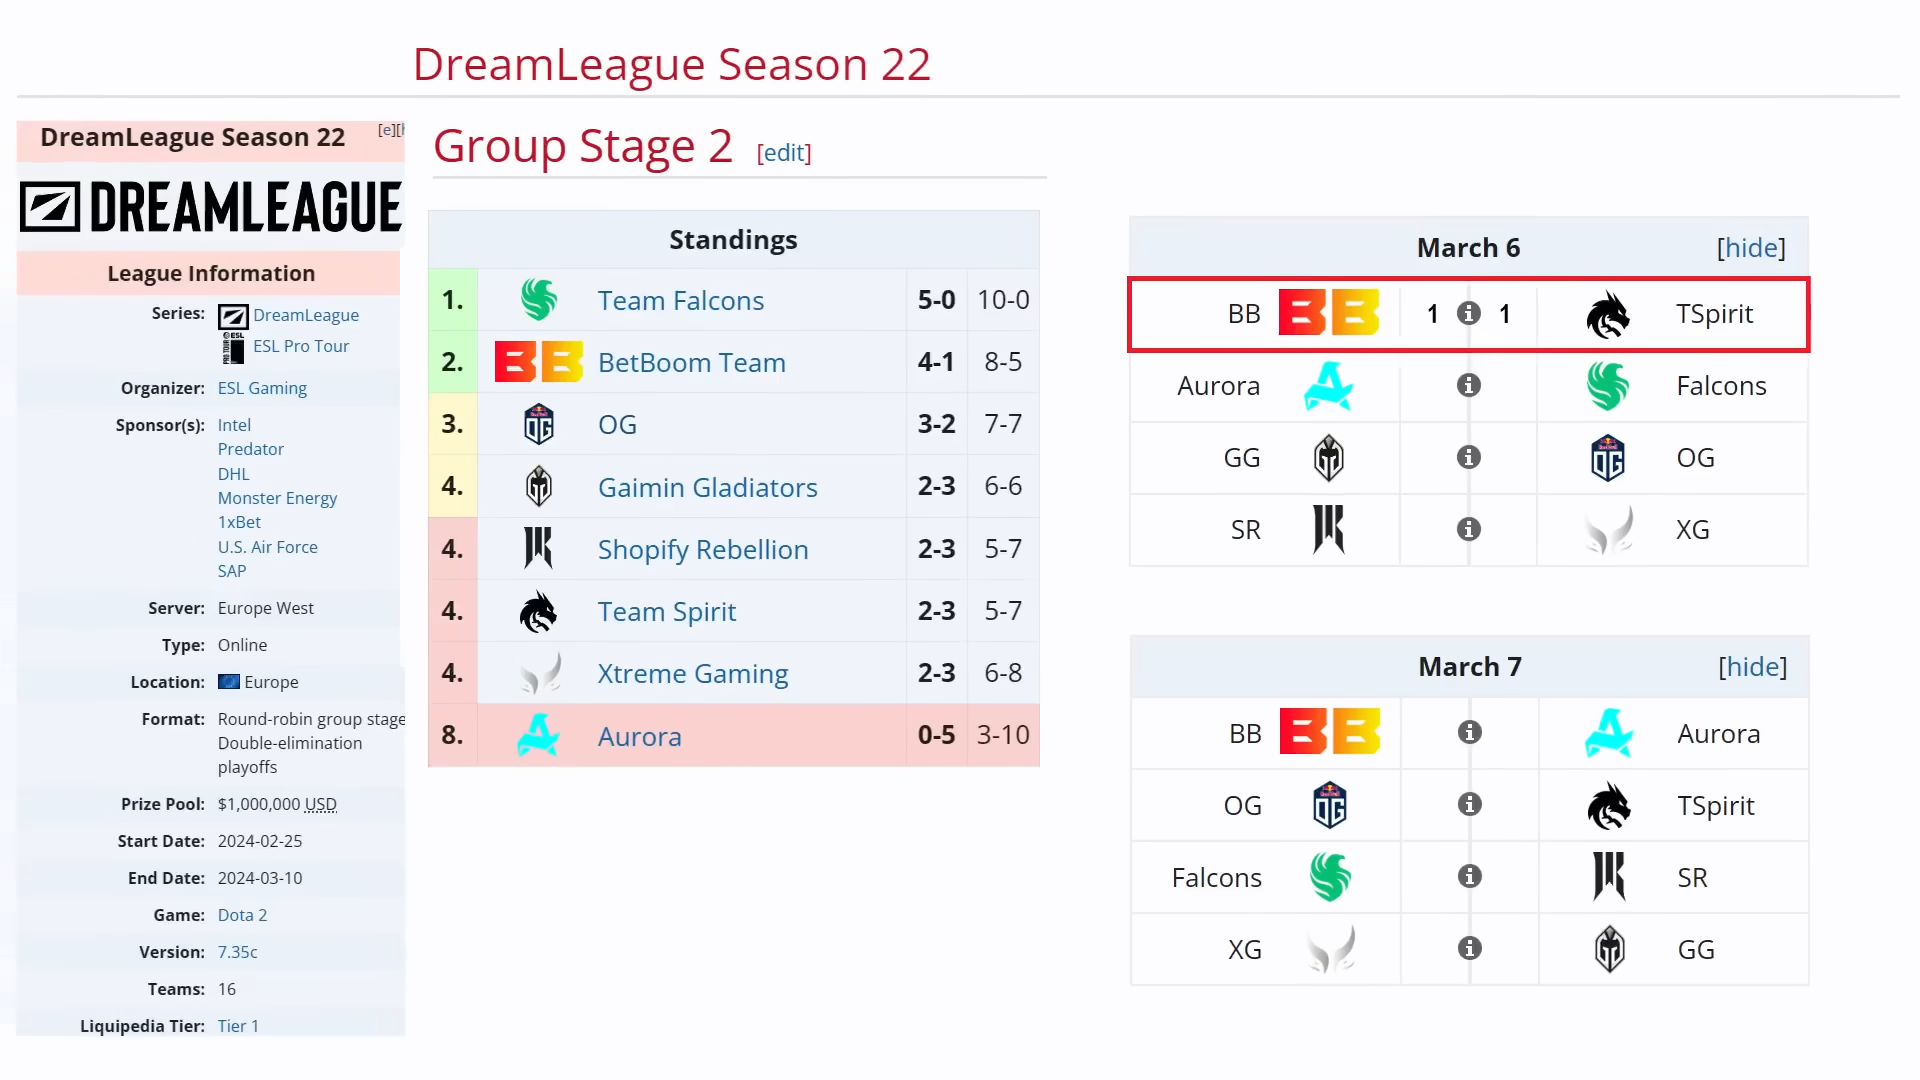 DreamLeague Season 22
DreamLeague Season 22 [e][h
DREAMLEAGUE
League Information
Series: DreamLeague
ESL Pro Tour
Organizer: ESL Gaming
Sponsor(s): Intel
Predator
DHL
Monster Energy
1xBet
U.S. Air Force
SAP
Server: Europe West
Type: Online
Location: Europe
Format: Round-robin group stage
Double-elimination
playoffs
Prize Pool: $1,000,000 USD
Start Date: 2024-02-25
End Date: 2024-03-10
Game: Dota 2
Version: 7.35c
Teams: 16
Liquipedia Tier: Tier 1
Group Stage 2 [edit]
Standings
1. Team Falcons 5-0 10-0
2. BB BetBoom Team 4-1 8-5
3. OG OG 3-2 7-7
4. Gaimin Gladiators 2-3 6-6
4. Shopify Rebellion 2-3 5-7
4. Team Spirit 2-3 5-7
4. Xtreme Gaming 2-3 6-8
8. Aurora 0-5 3-10
March 6 [hide]
BB BB 1 i 1 TSpirit
Aurora i Falcons
GG i OG OG
SR i XG
March 7 [hide]
BB BB i Aurora
OG OG i TSpirit
Falcons i SR
XG i GG